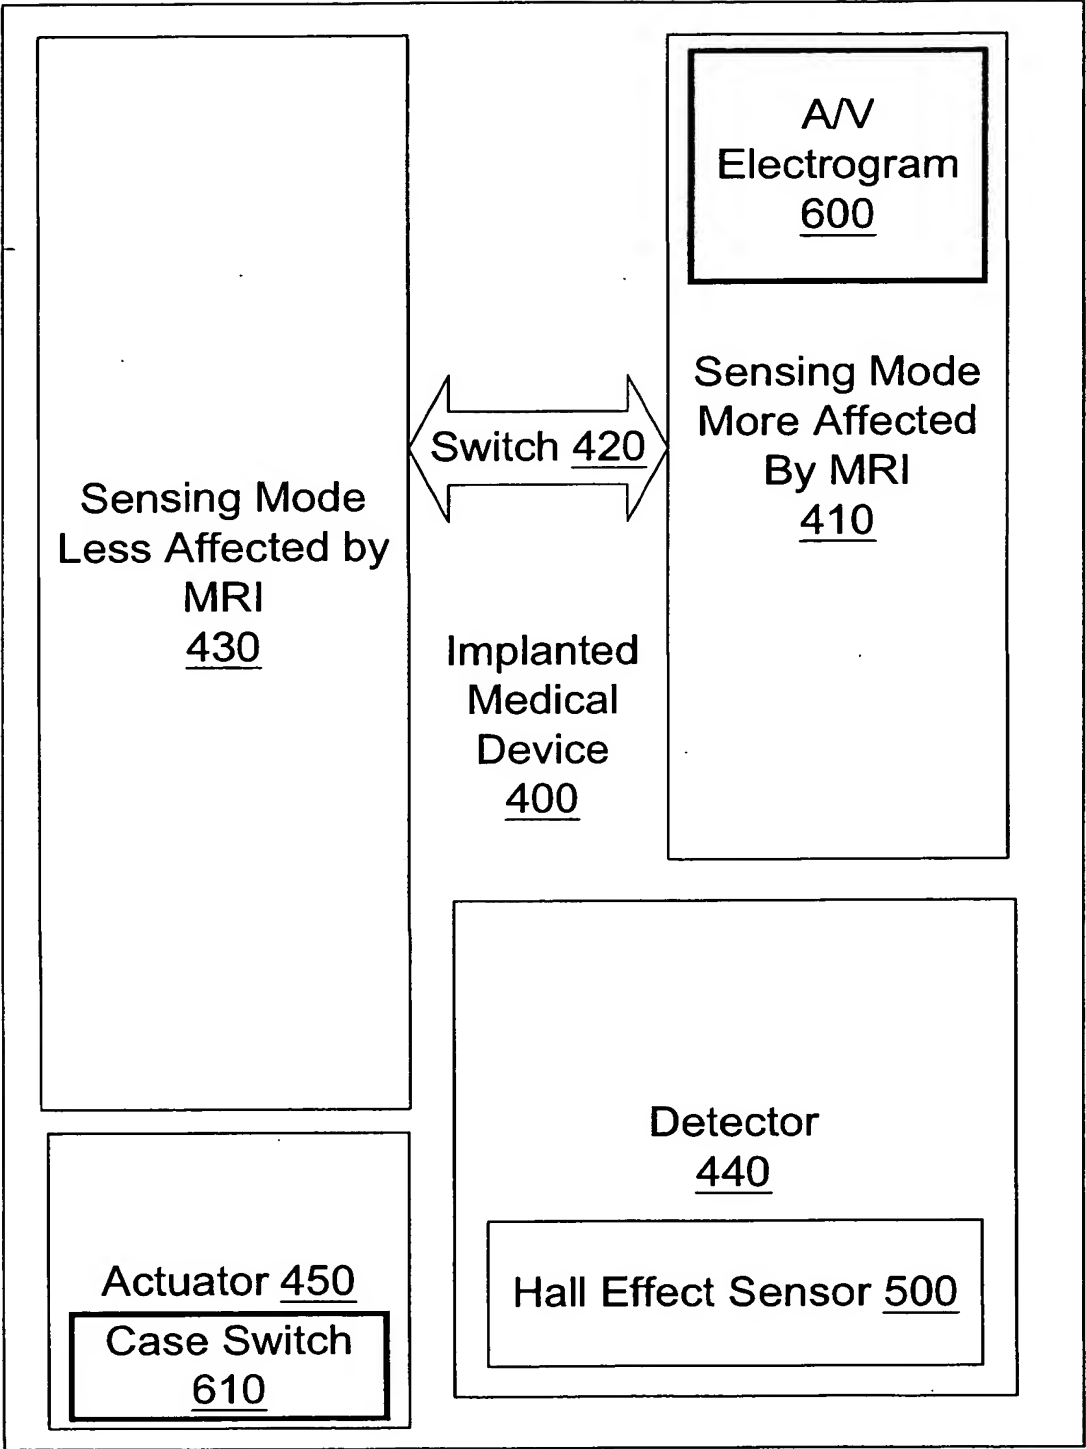 A/V
Electrogram
600
Sensing Mode
More Affected
By MRI
410
Switch 420
Sensing Mode
Less Affected by
MRI
430
Implanted
Medical
Device
400
Detector
440
Hall Effect Sensor 500
Actuator 450
Case Switch
610